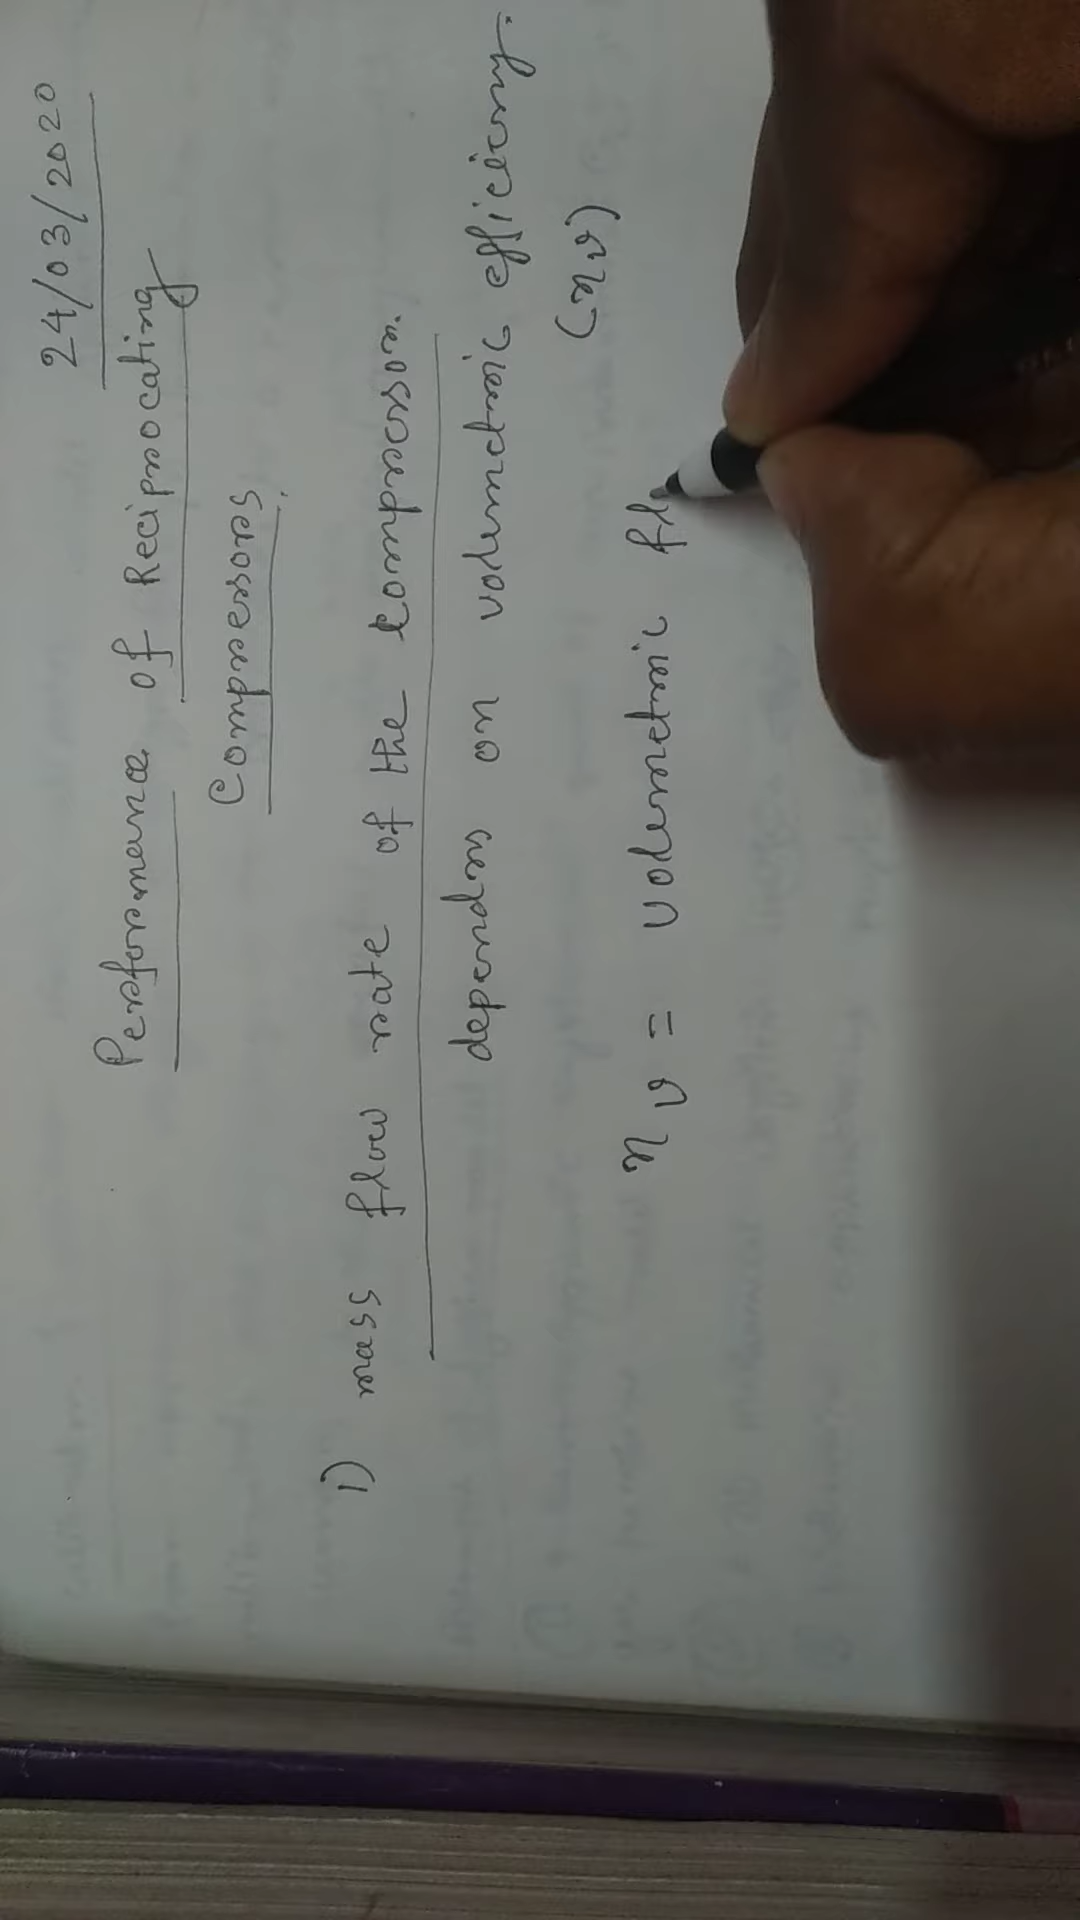 24/03/2020
Performance of Reciprocating
Compressors.
1) mass flow rate of the compressor.
depends on volumetric efficiency.
(ηv)
ηv = volumetric fl